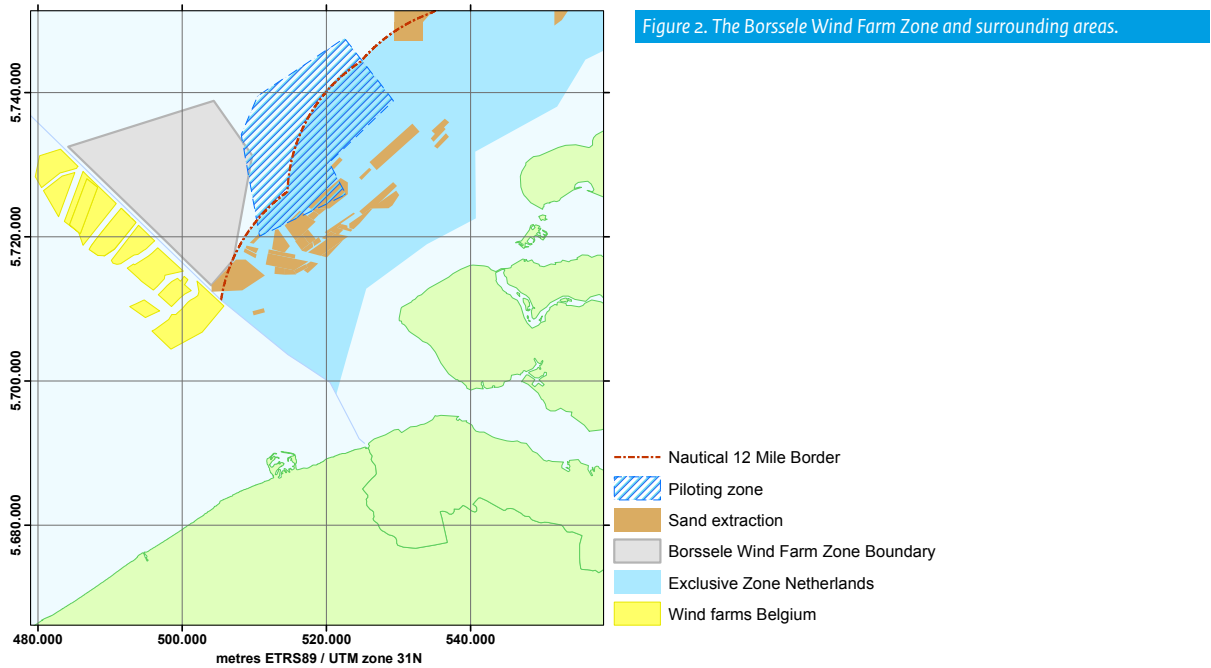 Figure 2. The Borssele Wind Farm Zone and surrounding areas.
5.740.000
5.720.000
5.700.000
5.680.000
480.000
500.000
520.000
540.000
metres ETRS89 / UTM zone 31N
Nautical 12 Mile Border
Piloting zone
Sand extraction
Borssele Wind Farm Zone Boundary
Exclusive Zone Netherlands
Wind farms Belgium